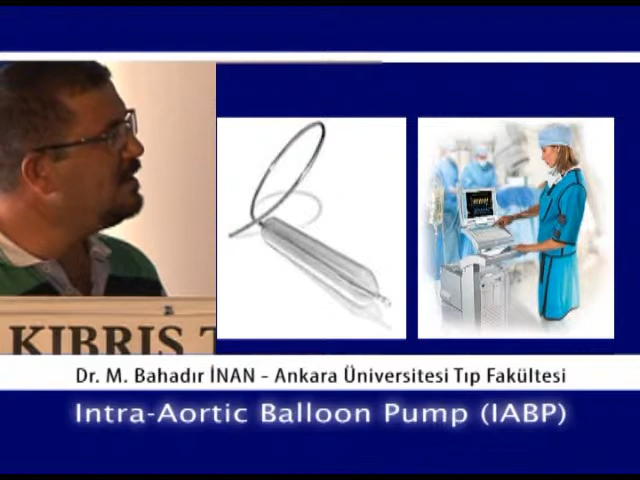 KIBRIS T
Dr. M. Bahadır İNAN - Ankara Üniversitesi Tıp Fakültesi
Intra-Aortic Balloon Pump (IABP)